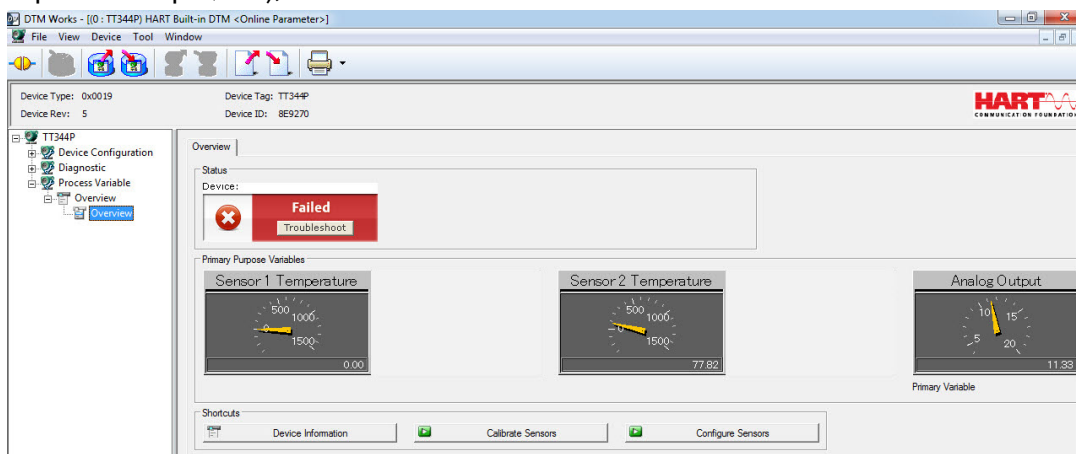 DTM Works - [(0 : TT344P) HART Built-in DTM <Online Parameter>]
File View Device Tool Window
Device Type: 0x0019 Device Tag: TT344P
Device Rev: 5 Device ID: 8E9270
HART
COMMUNICATION FOUNDATION
TT344P
Device Configuration
Diagnostic
Process Variable
Overview
Overview
Overview
Status
Device:
Failed
Troubleshoot
Primary Purpose Variables
Sensor 1 Temperature
0 500 1000 1500
0.00
Sensor 2 Temperature
0 500 1000 1500
77.82
Analog Output
5 10 15 20
11.33
Primary Variable
Shortcuts
Device Information Calibrate Sensors Configure Sensors